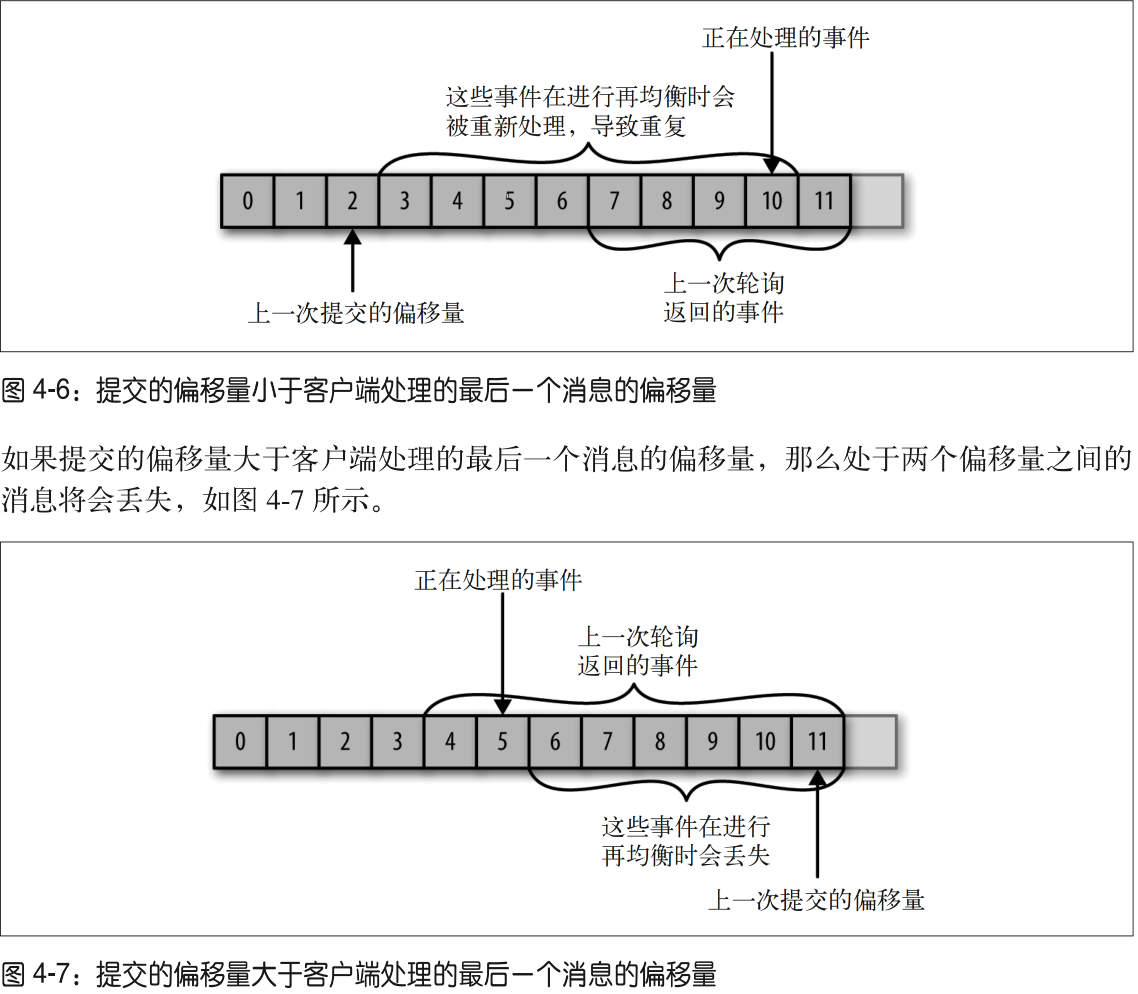 正在处理的事件
这些事件在进行再均衡时会
被重新处理，导致重复
0 1 2 3 4 5 6 7 8 9 10 11
上一次轮询
返回的事件
上一次提交的偏移量
图 4-6：提交的偏移量小于客户端处理的最后一个消息的偏移量
如果提交的偏移量大于客户端处理的最后一个消息的偏移量，那么处于两个偏移量之间的
消息将会丢失，如图 4-7 所示。
正在处理的事件
上一次轮询
返回的事件
0 1 2 3 4 5 6 7 8 9 10 11
这些事件在进行
再均衡时会丢失
上一次提交的偏移量
图 4-7：提交的偏移量大于客户端处理的最后一个消息的偏移量